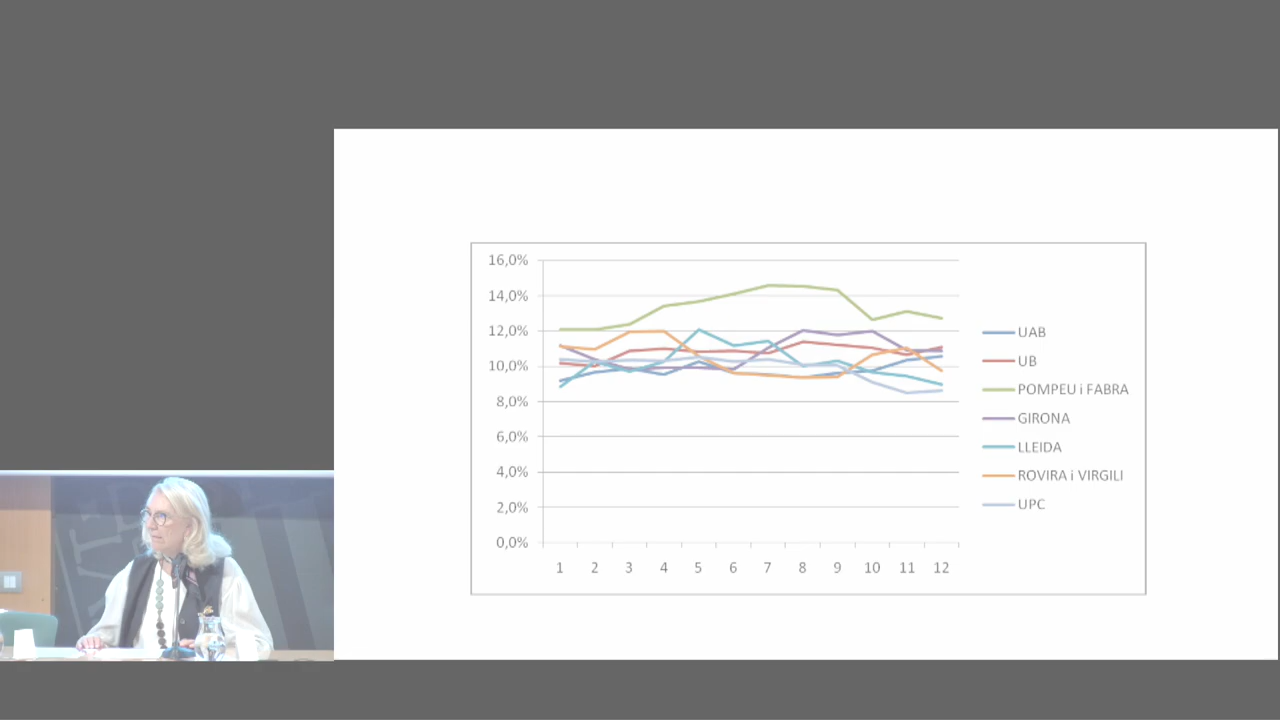 16,0%
14,0%
12,0%
10,0%
8,0%
6,0%
4,0%
2,0%
0,0%
1 2 3 4 5 6 7 8 9 10 11 12
UAB
UB
POMPEU i FABRA
GIRONA
LLEIDA
ROVIRA i VIRGILI
UPC